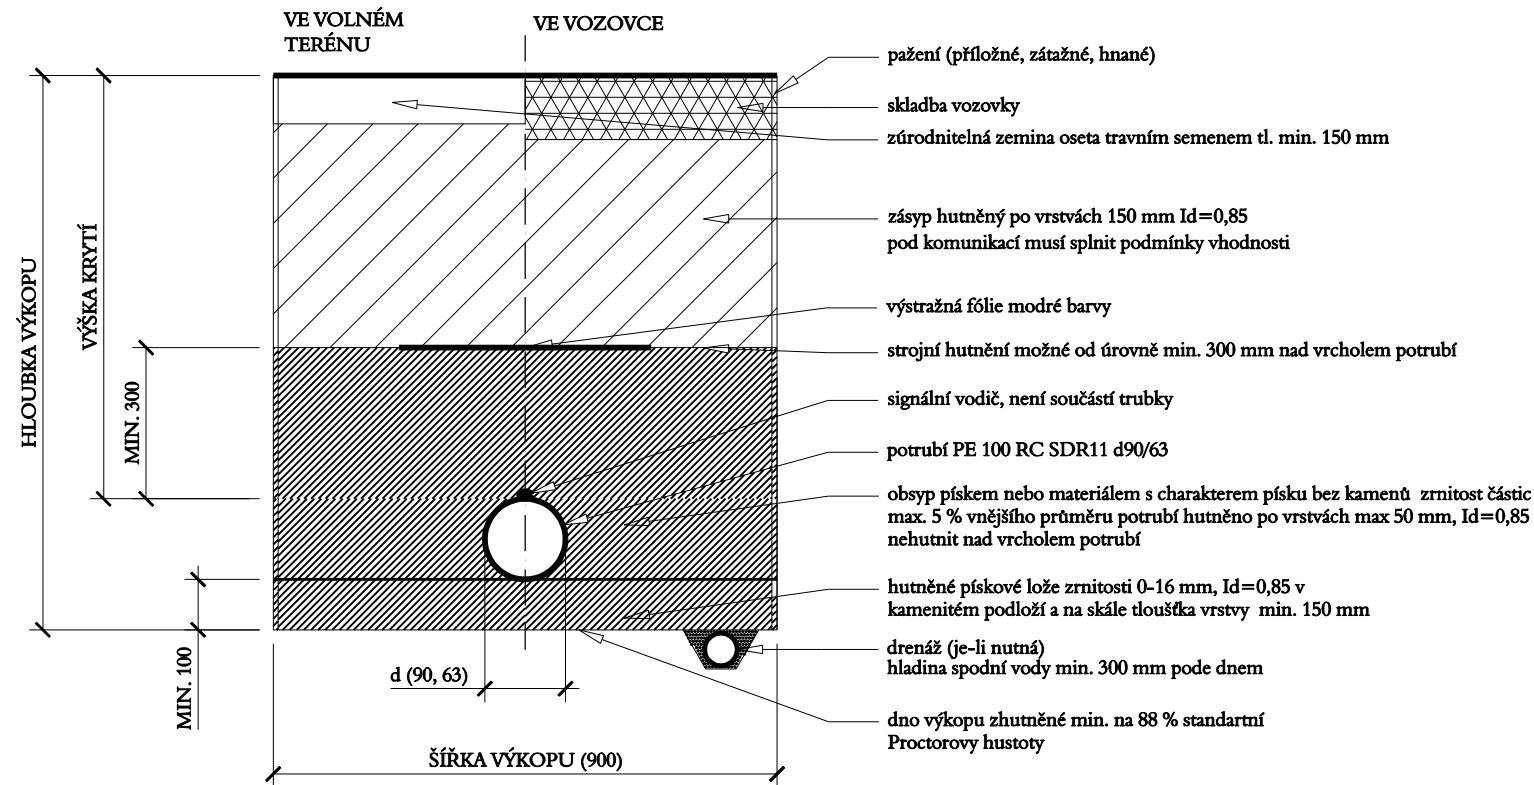 VE VOLNÉM
TERÉNU
VE VOZOVCE
pažení (příložné, zátažné, hnané)
skladba vozovky
zúrodnitelná zemina oseta travním semenem tl. min. 150 mm
zásyp hutněný po vrstvách 150 mm Id=0,85
pod komunikací musí splnit podmínky vhodnosti
výstražná fólie modré barvy
strojní hutnění možné od úrovně min. 300 mm nad vrcholem potrubí
signální vodič, není součástí trubky
potrubí PE 100 RC SDR11 d90/63
obsyp pískem nebo materiálem s charakterem písku bez kamenů zrnitost částic
max. 5 % vnějšího průměru potrubí hutněno po vrstvách max 50 mm, Id=0,85
nehutnit nad vrcholem potrubí
hutněné pískové lože zrnitosti 0-16 mm, Id=0,85 v
kamenitém podloží a na skále tloušťka vrstvy min. 150 mm
drenáž (je-li nutná)
hladina spodní vody min. 300 mm pode dnem
dno výkopu zhutněné min. na 88 % standartní
Proctorovy hustoty
HLOUBKA VÝKOPU
VÝŠKA KRYTÍ
MIN. 300
MIN. 100
d (90, 63)
ŠÍŘKA VÝKOPU (900)